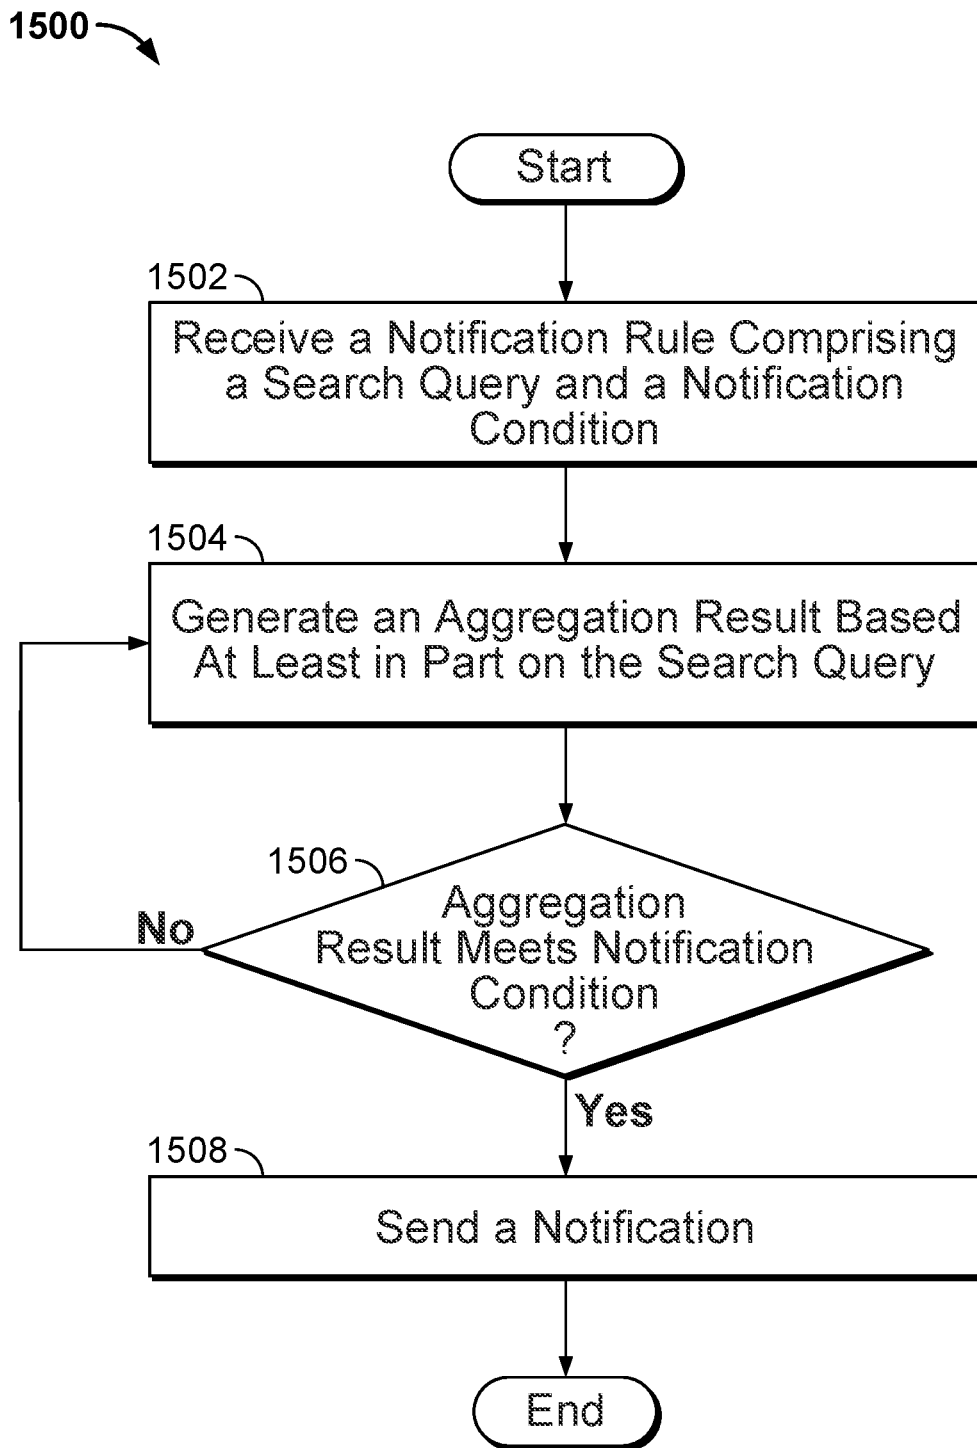 1500
Start
1502
Receive a Notification Rule Comprising
a Search Query and a Notification
Condition
1504
Generate an Aggregation Result Based
At Least in Part on the Search Query
1506
Aggregation
Result Meets Notification
Condition
?
No
Yes
1508
Send a Notification
End